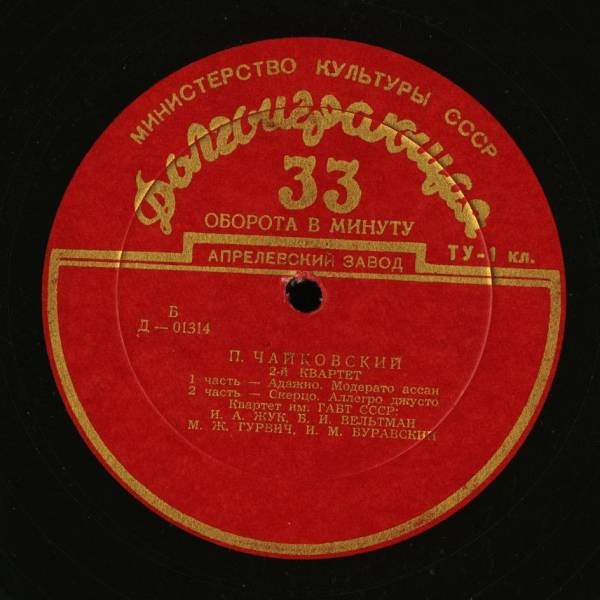 МИНИСТЕРСТВО КУЛЬТУРЫ СССР
Долгоиграющая
33
ОБОРОТА В МИНУТУ
ТУ-1 КЛ.
АПРЕЛЕВСКИЙ ЗАВОД
Б
Д — 01314
П. ЧАЙКОВСКИЙ
2-й КВАРТЕТ
1 часть — Адажио. Модерато ассаи
2 часть — Скерцо. Аллегро джусто
Квартет им. ГАБТ СССР:
И. А. ЖУК, Б. И. ВЕЛЬТМАН
М. Ж. ГУРВИЧ, И. М. БУРАВСКИЙ